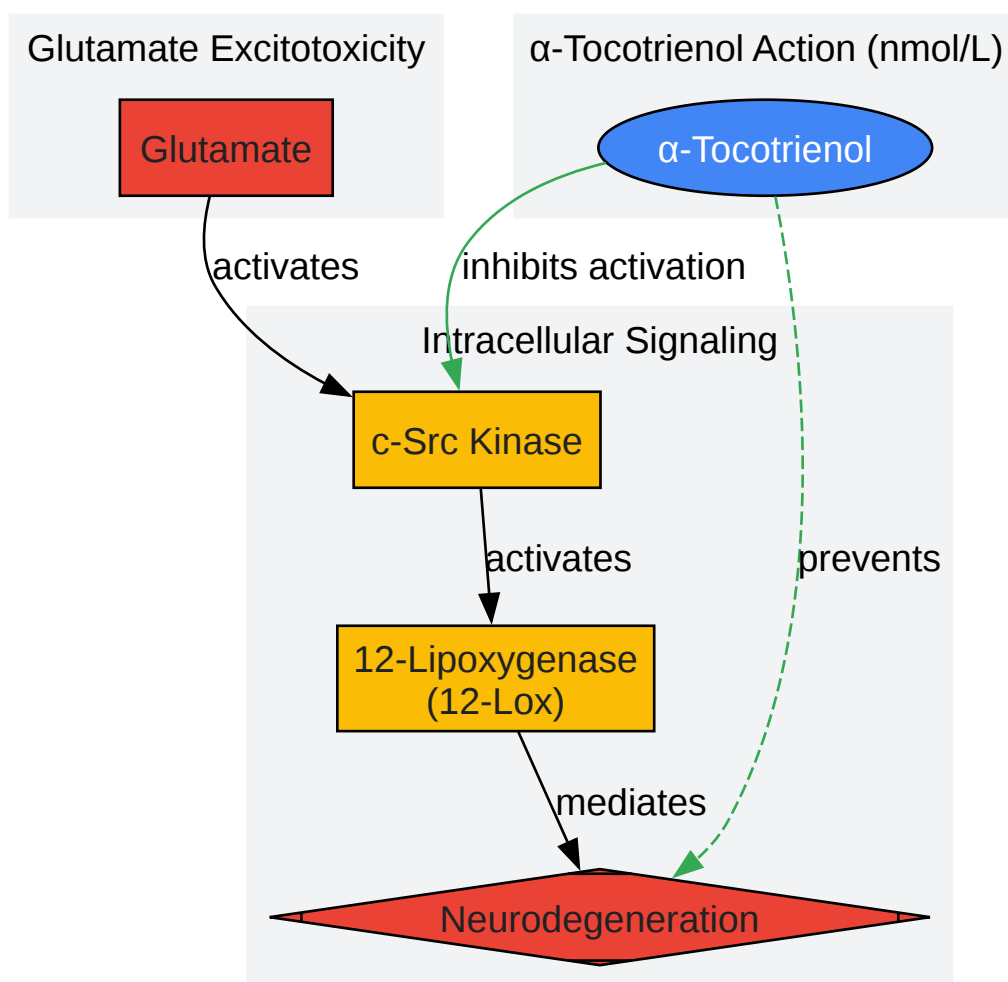 Glutamate Excitotoxicity
α-Tocotrienol Action (nmol/L)
Glutamate
α-Tocotrienol
activates
inhibits activation
Intracellular Signaling
c-Src Kinase
activates
prevents
12-Lipoxygenase
(12-Lox)
mediates
Neurodegeneration